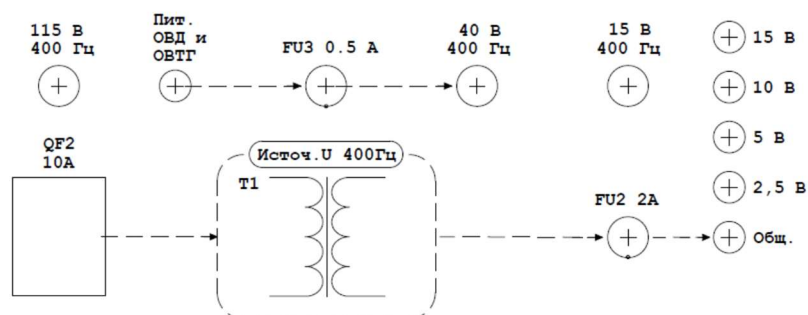 115 В
400 Гц
Пит.
ОВД и
ОВТГ
FU3 0.5 А
40 В
400 Гц
15 В
400 Гц
15 В
10 В
5 В
2,5 В
Общ.
QF2
10А
Источ.U 400Гц
Т1
FU2 2А